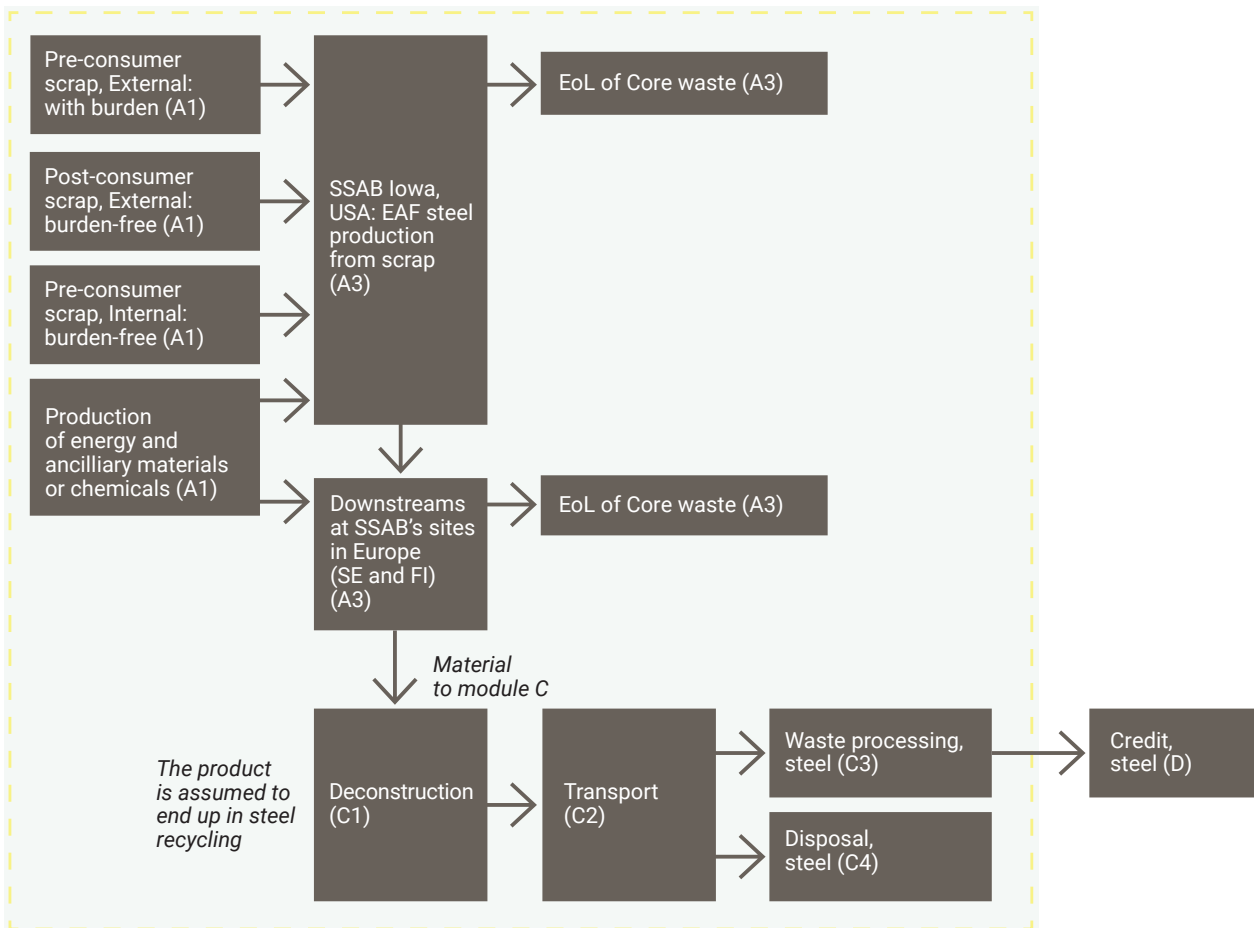 Pre-consumer
scrap, External:
with burden (A1)
Post-consumer
scrap, External:
burden-free (A1)
Pre-consumer
scrap, Internal:
burden-free (A1)
Production
of energy and
ancilliary materials
or chemicals (A1)
SSAB Iowa,
USA: EAF steel
production
from scrap
(A3)
EoL of Core waste (A3)
Downstreams
at SSAB’s sites
in Europe
(SE and FI)
(A3)
EoL of Core waste (A3)
Material
to module C
The product
is assumed to
end up in steel
recycling
Deconstruction
(C1)
Transport
(C2)
Waste processing,
steel (C3)
Disposal,
steel (C4)
Credit,
steel (D)